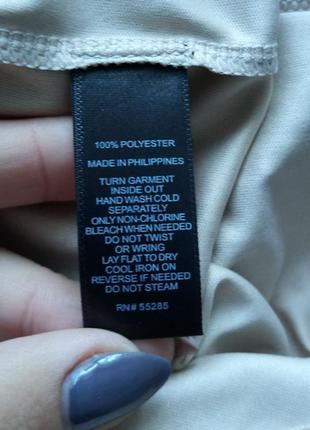 100% POLYESTER
MADE IN PHILIPPINES
TURN GARMENT
INSIDE OUT
HAND WASH COLD
SEPARATELY
ONLY NON-CHLORINE
BLEACH WHEN NEEDED
DO NOT TWIST
OR WRING
LAY FLAT TO DRY
COOL IRON ON
REVERSE IF NEEDED
DO NOT STEAM
RN# 55285